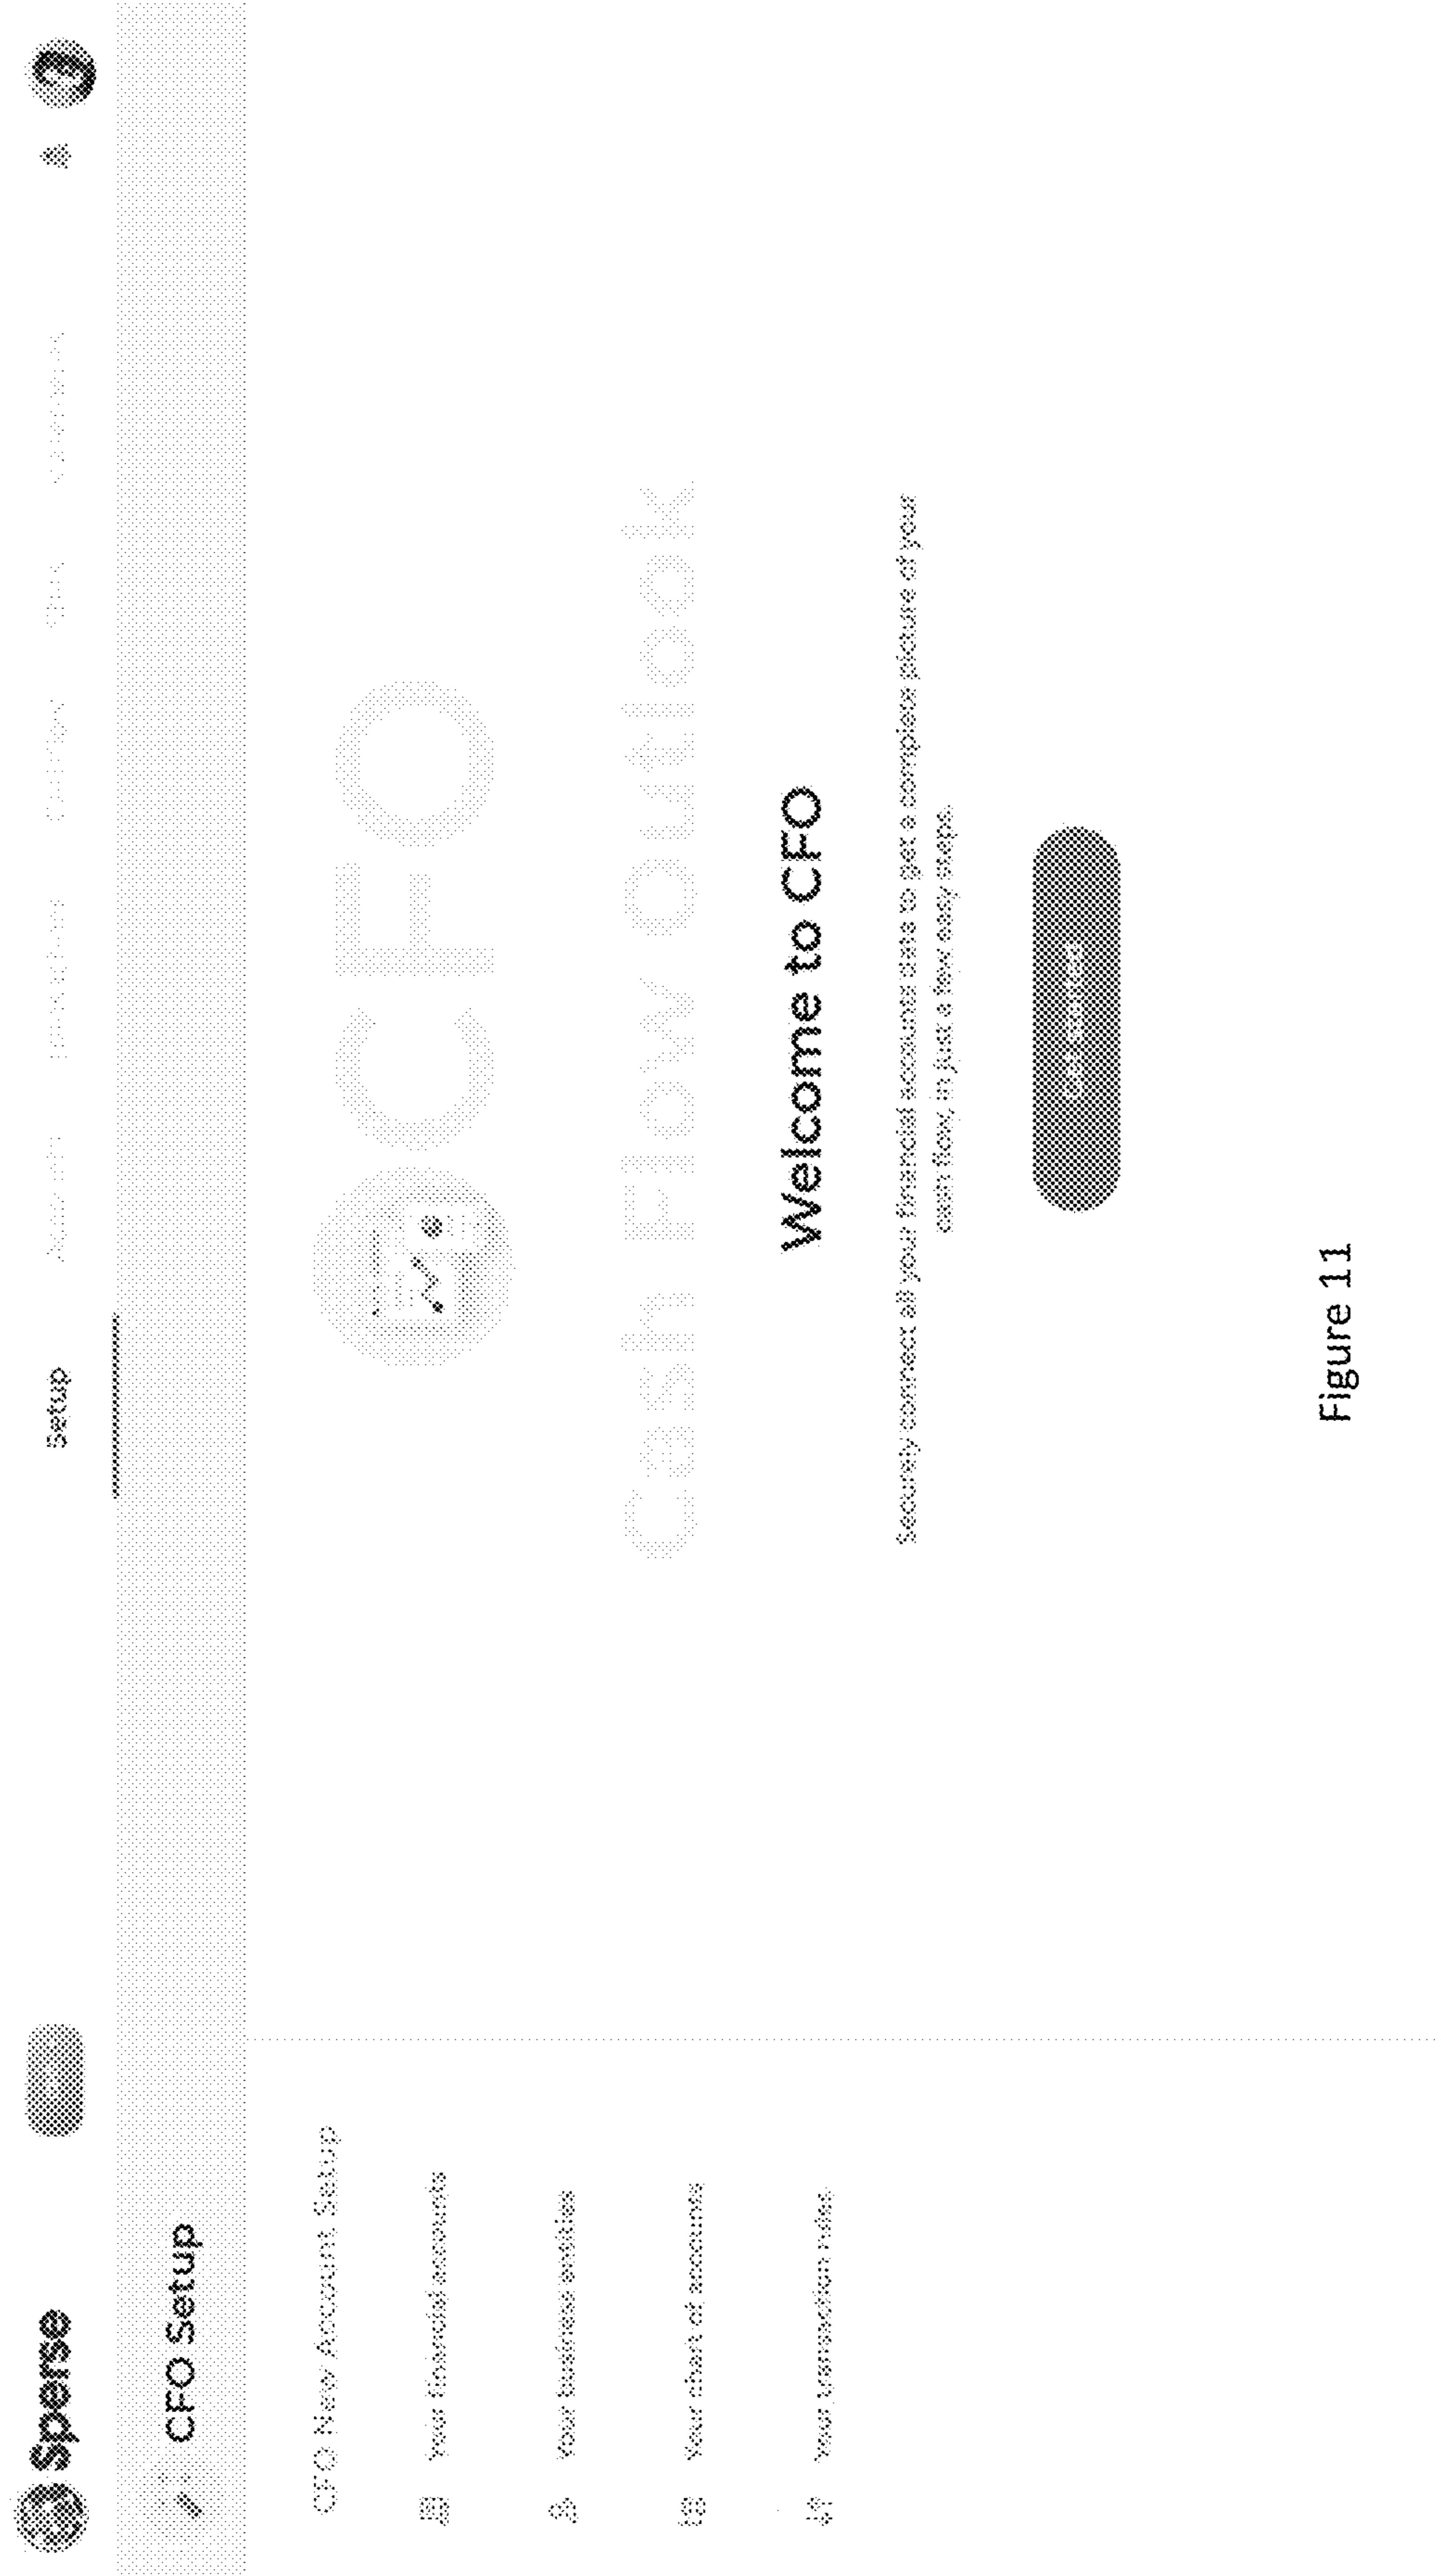 Sperse
Setup
CFO Setup
CFO New Account Setup
Your financial accounts
Your business entities
Your chart of accounts
Your transaction rules
CFO
Cash Flow Outlook
Welcome to CFO
Securely connect all your financial accounts data to get a complete picture of your
cash flow, in just a few easy steps.
Figure 11